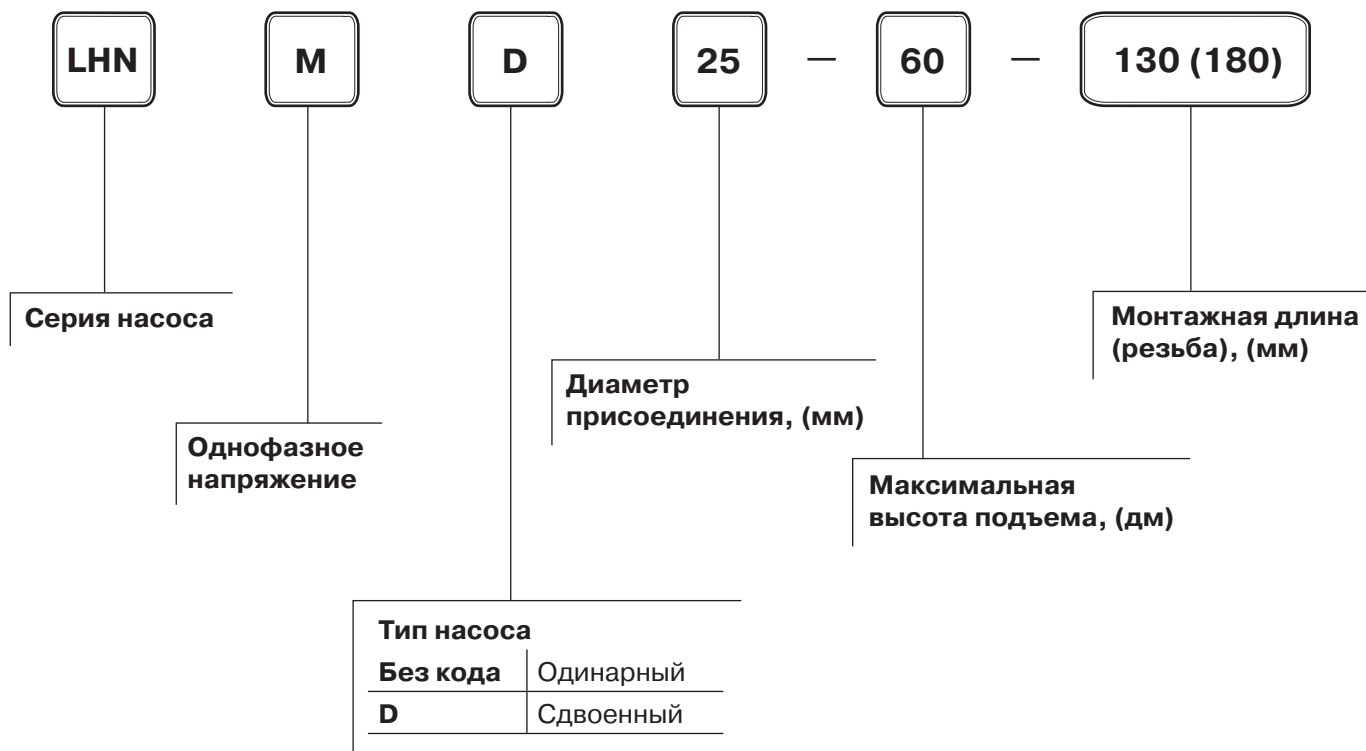 LHN M D 25 — 60 — 130 (180)
Серия насоса
Однофазное
напряжение
Тип насоса
Без кода Одинарный
D Сдвоенный
Диаметр
присоединения, (мм)
Максимальная
высота подъема, (дм)
Монтажная длина
(резьба), (мм)